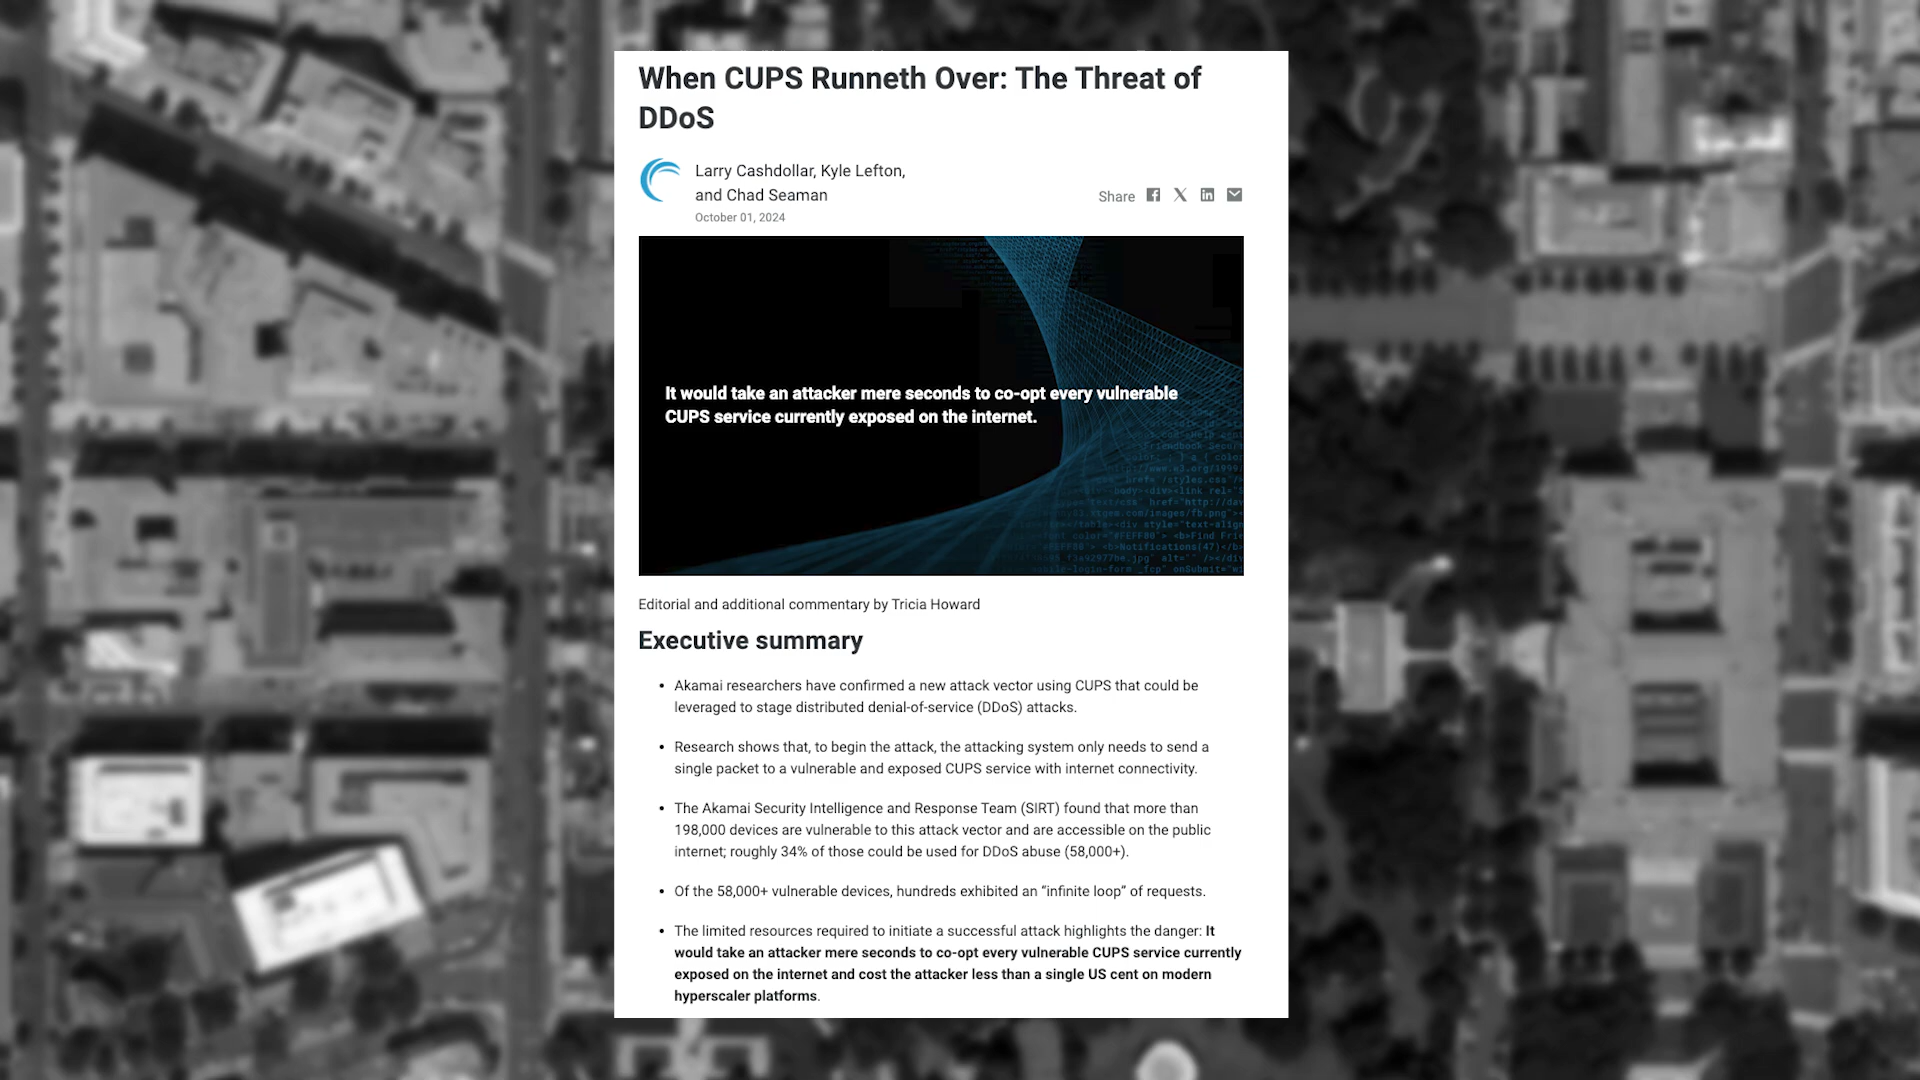 When CUPS Runneth Over: The Threat of
DDoS
Larry Cashdollar, Kyle Lefton,
and Chad Seaman
October 01, 2024
Share
It would take an attacker mere seconds to co-opt every vulnerable
CUPS service currently exposed on the internet.
Editorial and additional commentary by Tricia Howard
Executive summary
• Akamai researchers have confirmed a new attack vector using CUPS that could be
leveraged to stage distributed denial-of-service (DDoS) attacks.
• Research shows that, to begin the attack, the attacking system only needs to send a
single packet to a vulnerable and exposed CUPS service with internet connectivity.
• The Akamai Security Intelligence and Response Team (SIRT) found that more than
198,000 devices are vulnerable to this attack vector and are accessible on the public
internet; roughly 34% of those could be used for DDoS abuse (58,000+).
• Of the 58,000+ vulnerable devices, hundreds exhibited an “infinite loop” of requests.
• The limited resources required to initiate a successful attack highlights the danger: It
would take an attacker mere seconds to co-opt every vulnerable CUPS service currently
exposed on the internet and cost the attacker less than a single US cent on modern
hyperscaler platforms.